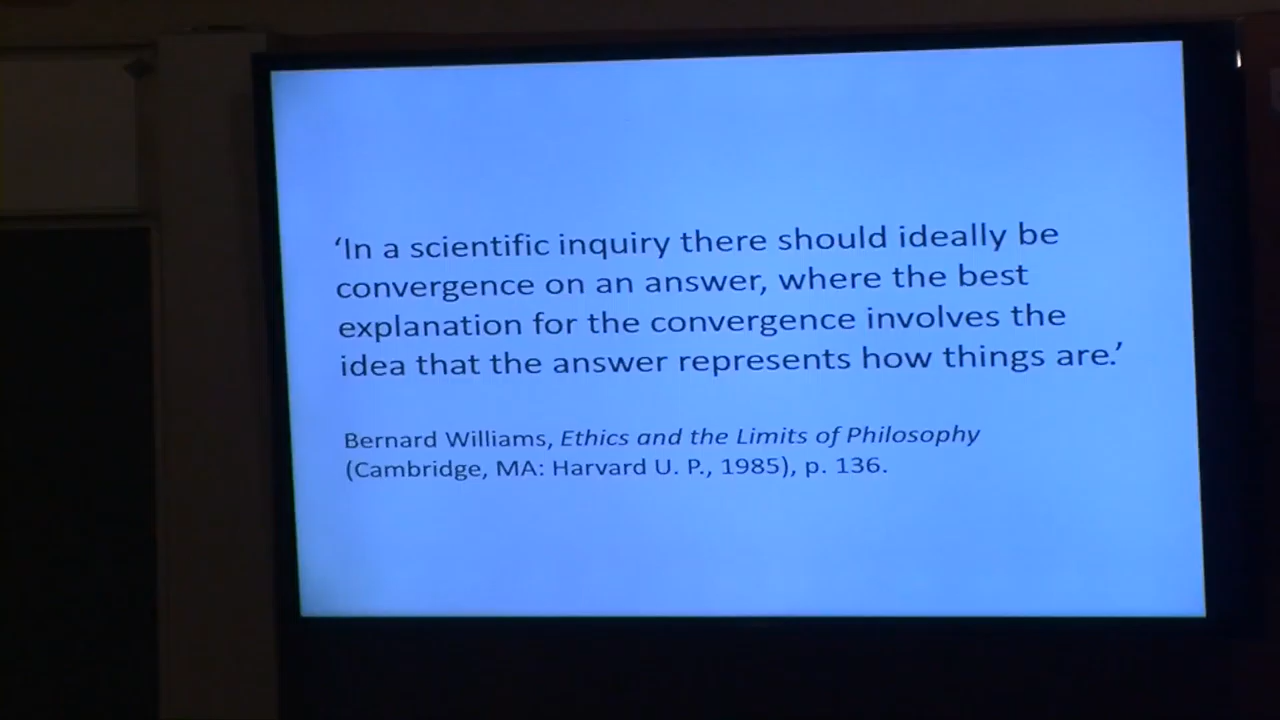 ‘In a scientific inquiry there should ideally be
convergence on an answer, where the best
explanation for the convergence involves the
idea that the answer represents how things are.’
Bernard Williams, Ethics and the Limits of Philosophy
(Cambridge, MA: Harvard U. P., 1985), p. 136.